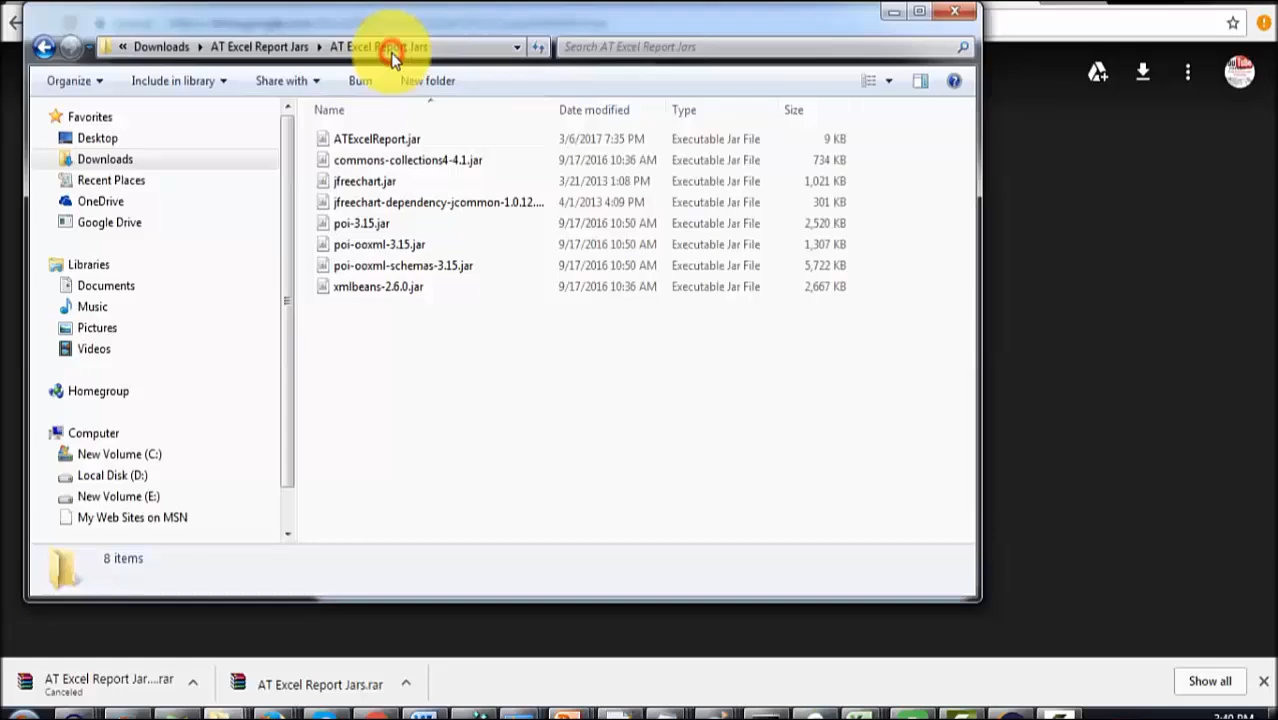 « Downloads ▸ AT Excel Report Jars ▸ AT Excel Report Jars
Search AT Excel Report Jars
Organize Include in library Share with Burn New folder
Name Date modified Type Size
Favorites
Desktop
Downloads
Recent Places
OneDrive
Google Drive
Libraries
Documents
Music
Pictures
Videos
Homegroup
Computer
New Volume (C:)
Local Disk (D:)
New Volume (E:)
My Web Sites on MSN
ATExcelReport.jar 3/6/2017 7:35 PM Executable Jar File 9 KB
commons-collections4-4.1.jar 9/17/2016 10:36 AM Executable Jar File 734 KB
jfreechart.jar 3/21/2013 1:08 PM Executable Jar File 1,021 KB
jfreechart-dependency-jcommon-1.0.12.... 4/1/2013 4:09 PM Executable Jar File 301 KB
poi-3.15.jar 9/17/2016 10:50 AM Executable Jar File 2,520 KB
poi-ooxml-3.15.jar 9/17/2016 10:50 AM Executable Jar File 1,307 KB
poi-ooxml-schemas-3.15.jar 9/17/2016 10:50 AM Executable Jar File 5,722 KB
xmlbeans-2.6.0.jar 9/17/2016 10:36 AM Executable Jar File 2,667 KB
8 items
AT Excel Report Jar....rar
Canceled
AT Excel Report Jars.rar
Show all